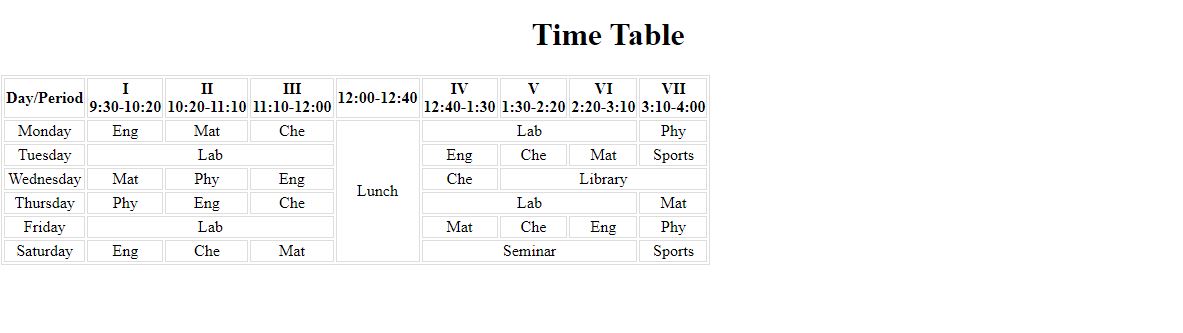 Time Table
Day/Period I II III 12:00-12:40 IV V VI VII
9:30-10:20 10:20-11:10 11:10-12:00 12:40-1:30 1:30-2:20 2:20-3:10 3:10-4:00
Monday Eng Mat Che Lab Phy
Tuesday Lab Eng Che Mat Sports
Wednesday Mat Phy Eng Lunch Che Library
Thursday Phy Eng Che Lab Mat
Friday Lab Mat Che Eng Phy
Saturday Eng Che Mat Seminar Sports